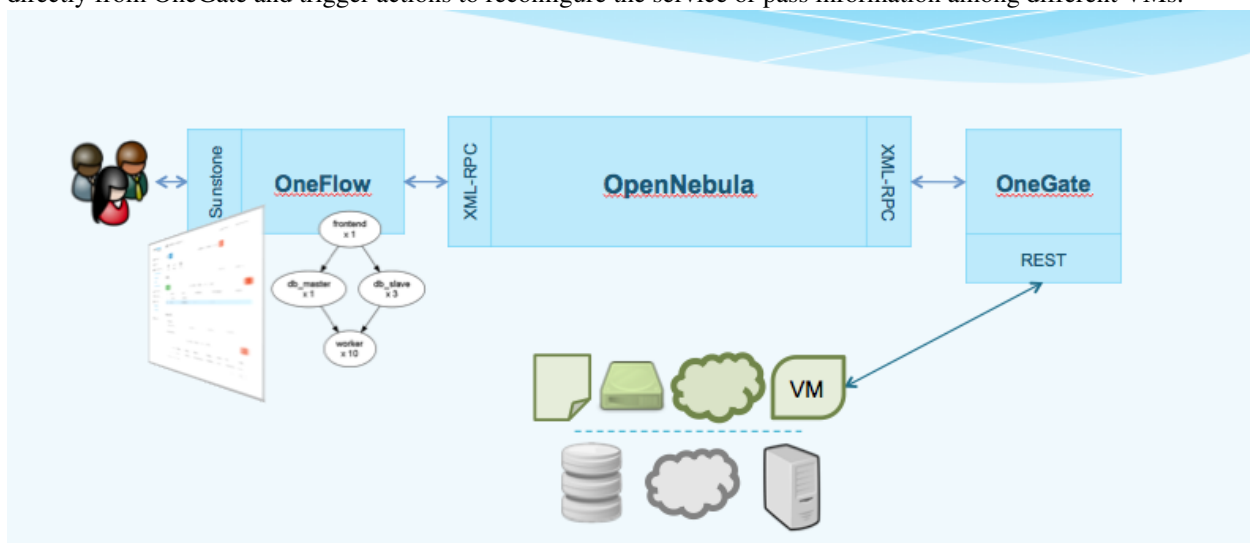 directly from OneGate and trigger actions to reconfigure the service or pass information among different VMs.
Sunstone
OneFlow
XML-RPC
OpenNebula
XML-RPC
OneGate
REST
frontend
x 1
db_master
x 1
db_slave
x 3
worker
x 10
VM